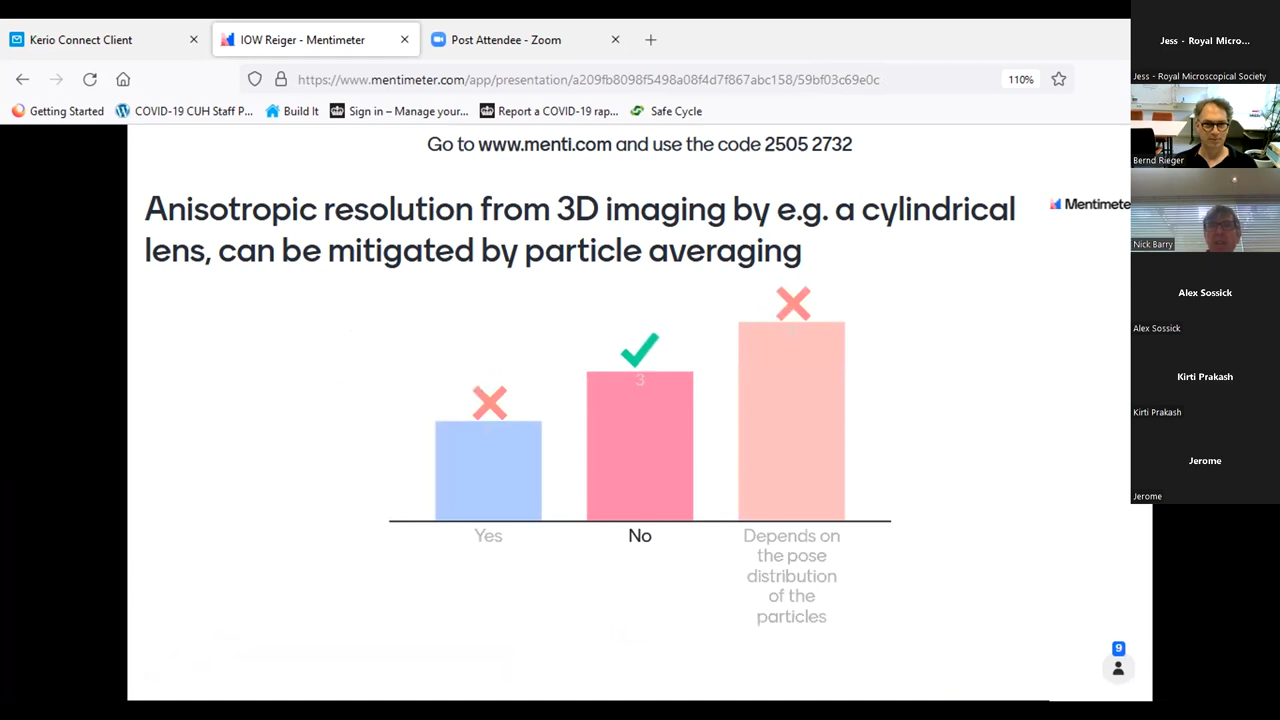 Kerio Connect Client
IOW Reiger - Mentimeter
Post Attendee - Zoom
https://www.mentimeter.com/app/presentation/a209fb8098f5498a08f4d7f867abc158/59bf03c69e0c
110%
Getting Started
COVID-19 CUH Staff P...
Build It
Sign in – Manage your...
Report a COVID-19 rap...
Safe Cycle
Go to www.menti.com and use the code 2505 2732
Mentimeter
Anisotropic resolution from 3D imaging by e.g. a cylindrical
lens, can be mitigated by particle averaging
3
Yes
No
Depends on
the pose
distribution
of the
particles
9
Jess - Royal Micro...
Jess - Royal Microscopical Society
Bernd Rieger
Nick Barry
Alex Sossick
Alex Sossick
Kirti Prakash
Kirti Prakash
Jerome
Jerome